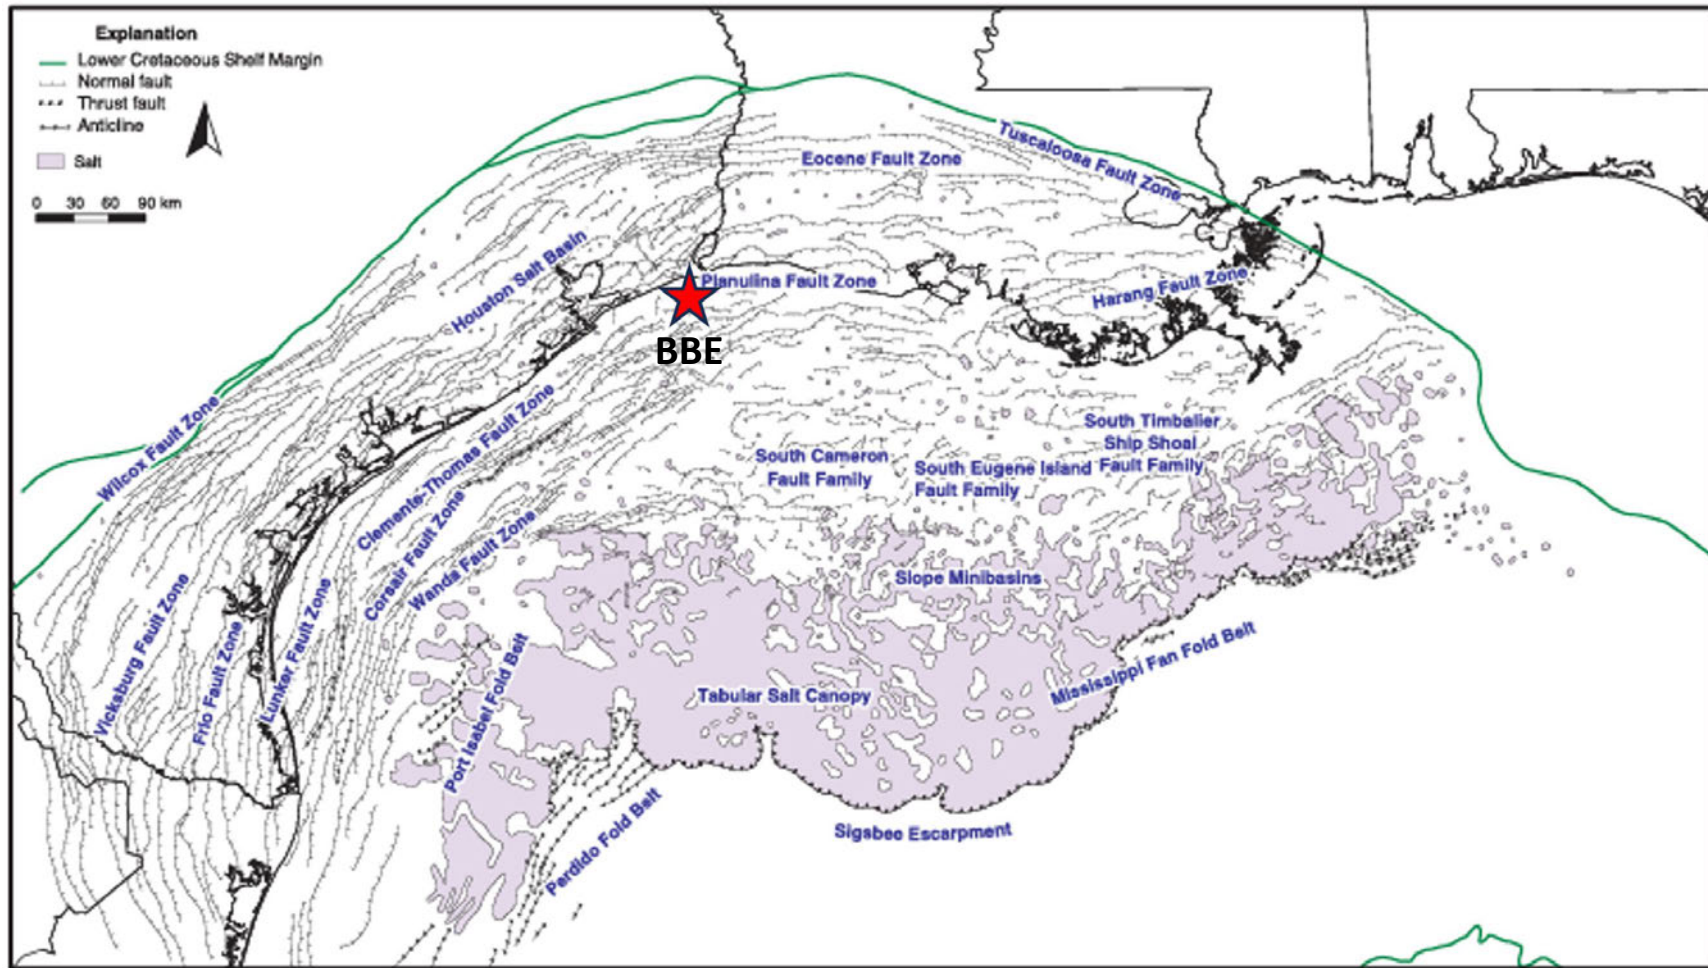 Explanation
Lower Cretaceous Shelf Margin
Normal fault
Thrust fault
Anticline
Salt
0 30 60 90 km
Tuscaloosa Fault Zone
Eocene Fault Zone
Houston Salt Basin
Planulina Fault Zone
Harang Fault Zone
BBE
Wilcox Fault Zone
Clemente-Thomas Fault Zone
Corsair Fault Zone
Wanda Fault Zone
South Cameron
Fault Family
South Eugene Island
Fault Family
South Timbalier
Ship Shoal
Fault Family
Slope Minibasins
Vicksburg Fault Zone
Frio Fault Zone
Lunker Fault Zone
Port Isabel Fold Belt
Tabular Salt Canopy
Mississippi Fan Fold Belt
Perdido Fold Belt
Sigsbee Escarpment